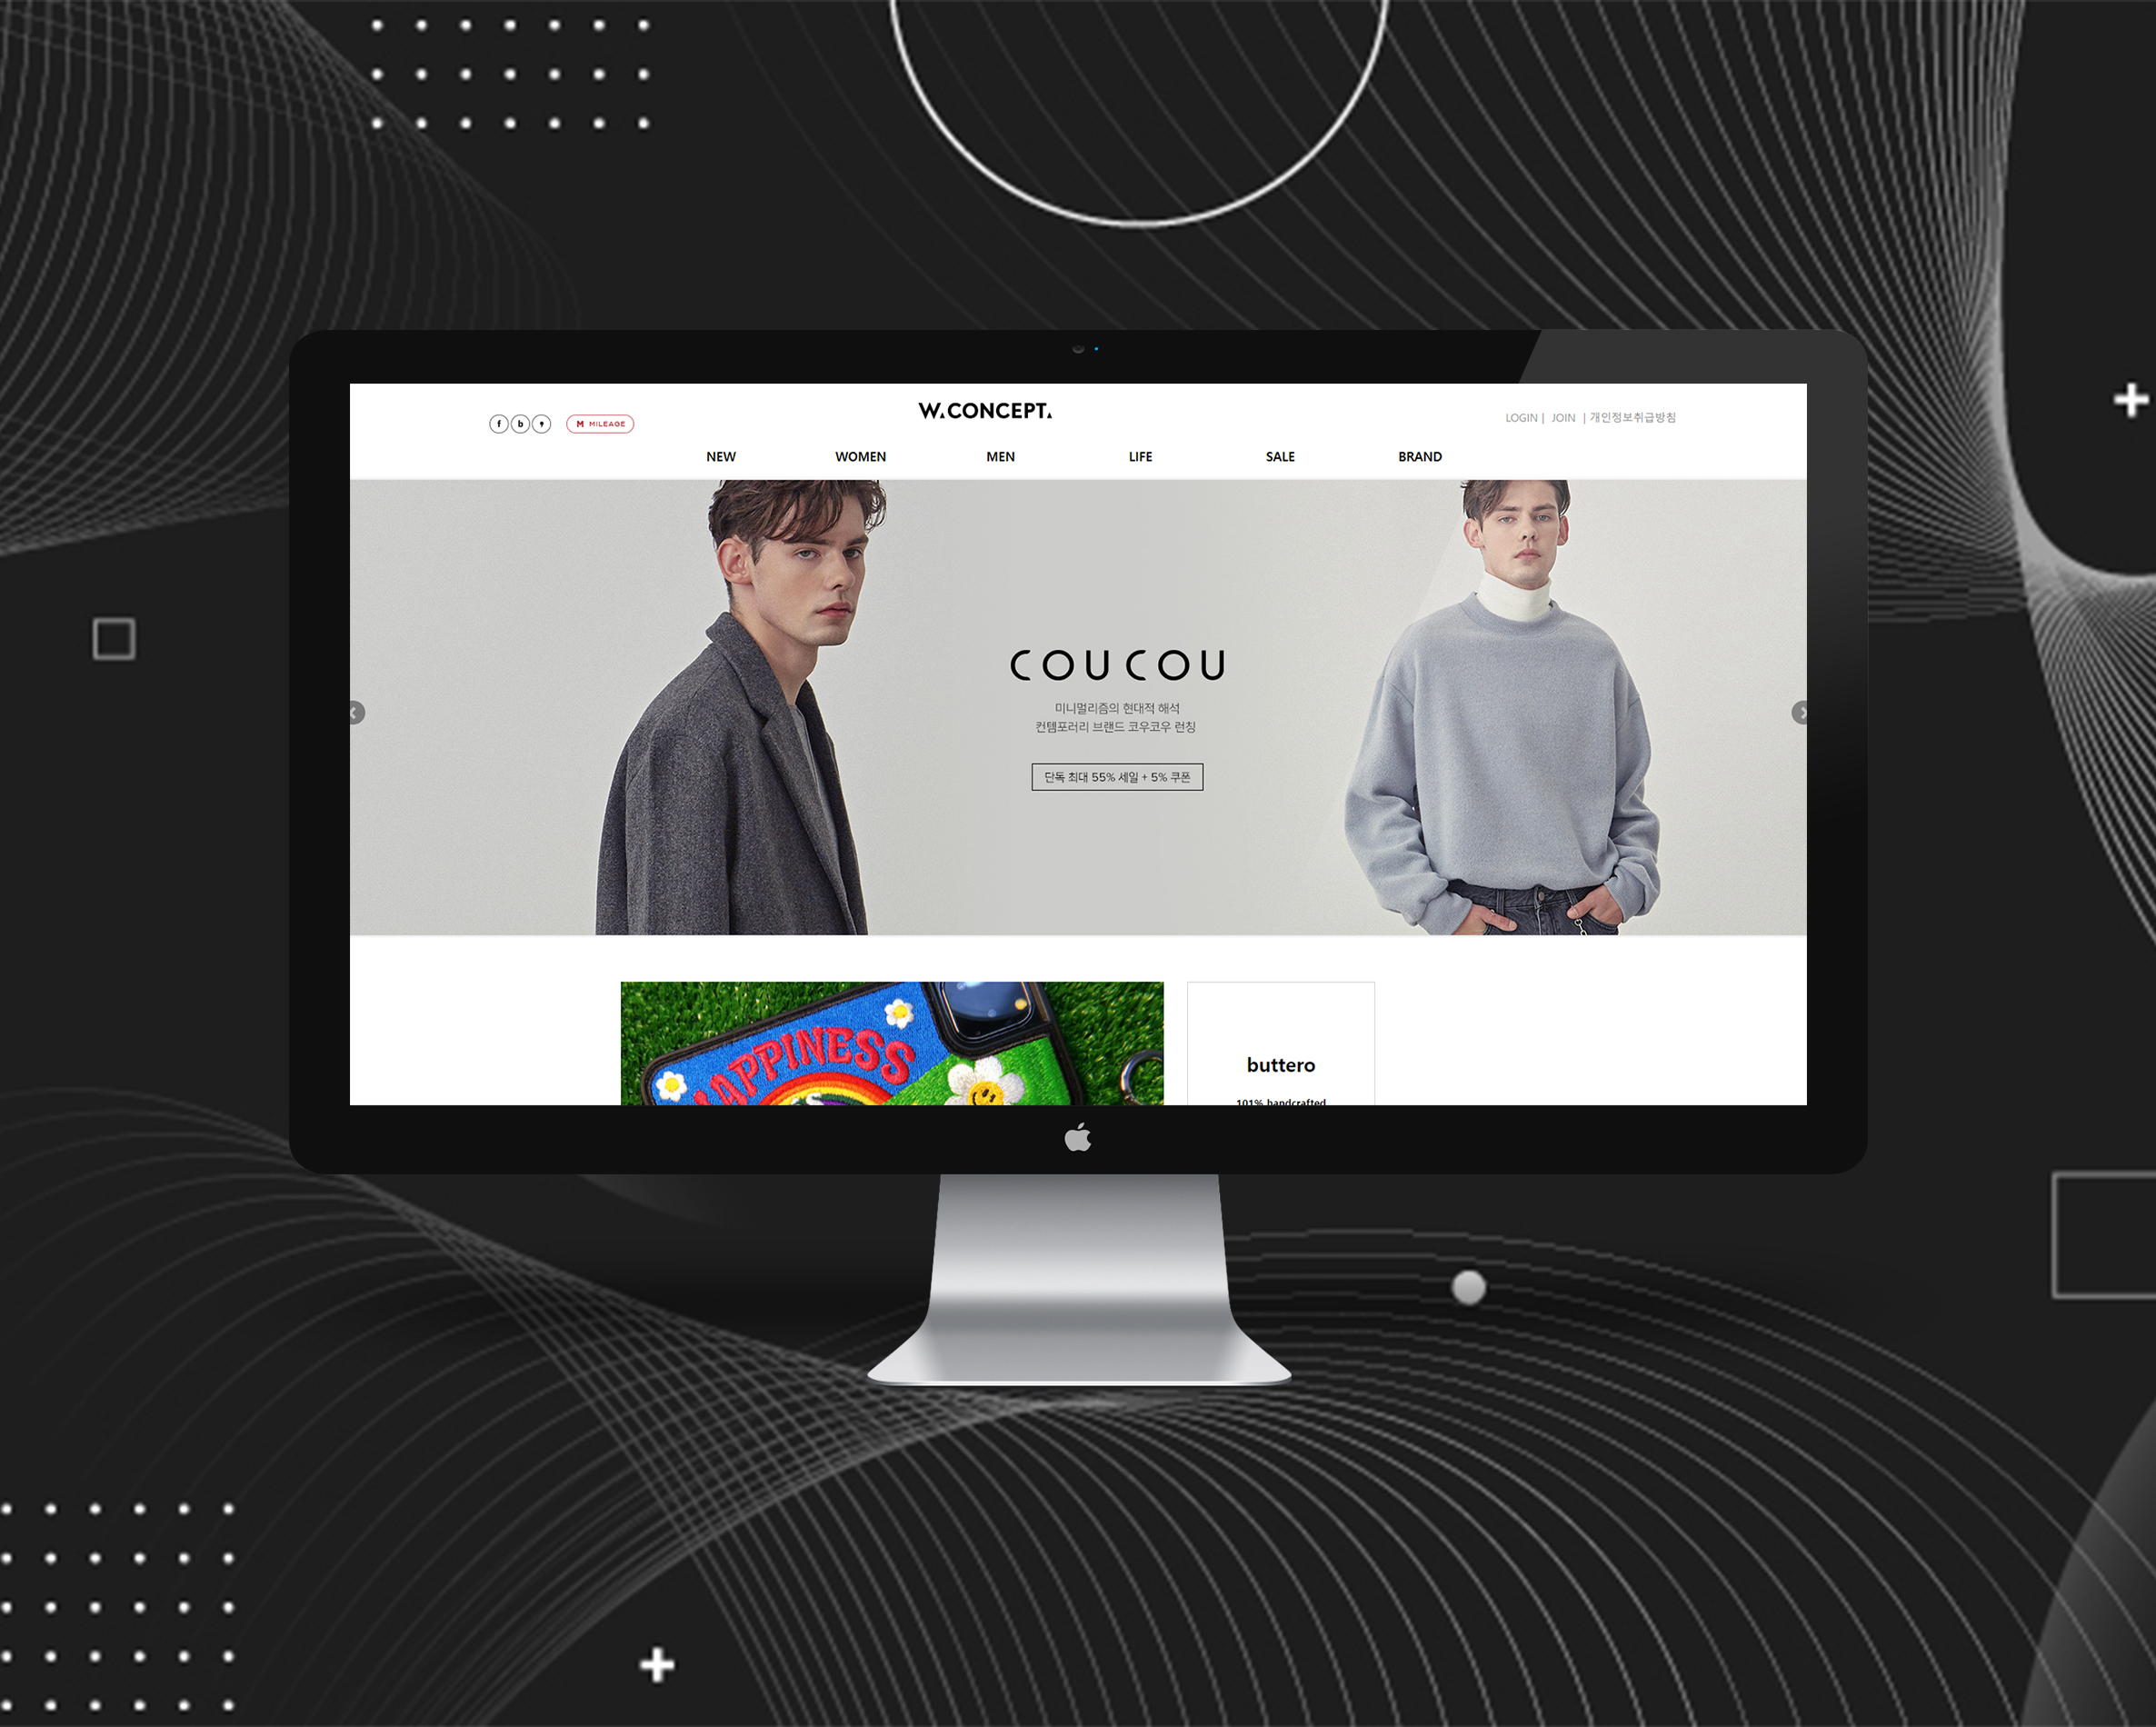 W.CONCEPT.
f b
M MILEAGE
LOGIN | JOIN | 개인정보취급방침
NEW WOMEN MEN LIFE SALE BRAND
COUCOU
미니멀리즘의 현대적 해석
컨템포러리 브랜드 코우코우 런칭
단독 최대 55% 세일 + 5% 쿠폰
HAPPINESS
buttero
101% handcrafted